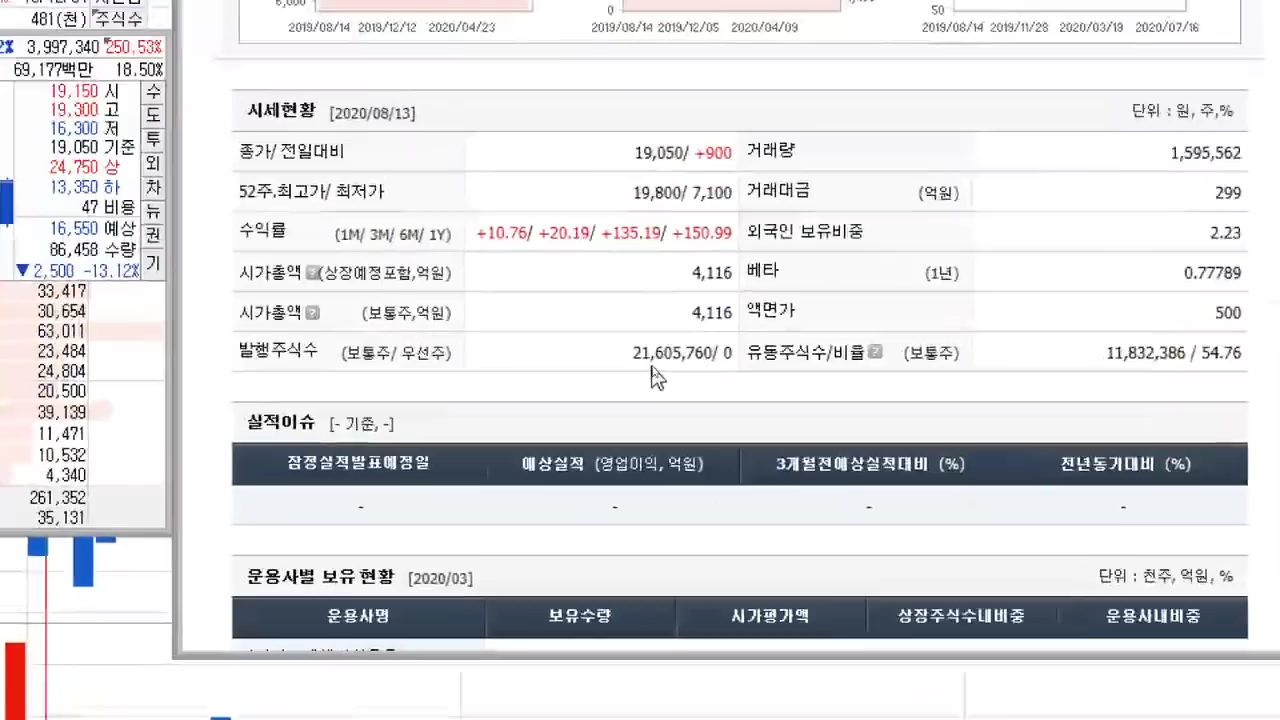 481(천) 주식수
2% 3,997,340 250.53%
69,177백만 18.50%
19,150 시 수
19,300 고 도
16,300 저
19,050 기준 투
24,750 상 외
13,350 하 차
47 비용 뉴
16,550 예상 권
86,458 수량
▼ 2,500 -13.12% 기
33,417
30,654
63,011
23,484
24,804
20,500
39,139
11,471
10,532
4,340
261,352
35,131
0 50
2019/08/14 2019/12/12 2020/04/23 2019/08/14 2019/12/05 2020/04/09 2019/08/14 2019/11/28 2020/03/19 2020/07/16
시세현황 [2020/08/13] 단위 : 원, 주,%
종가/ 전일대비 19,050/ +900 거래량 1,595,562
52주.최고가/ 최저가 19,800/ 7,100 거래대금 (억원) 299
수익률 (1M/ 3M/ 6M/ 1Y) +10.76/ +20.19/ +135.19/ +150.99 외국인 보유비중 2.23
시가총액 ? (상장예정포함,억원) 4,116 베타 (1년) 0.77789
시가총액 ? (보통주,억원) 4,116 액면가 500
발행주식수 (보통주/ 우선주) 21,605,760/ 0 유동주식수/비율 ? (보통주) 11,832,386 / 54.76
실적이슈 [- 기준, -]
잠정실적발표예정일 예상실적 (영업이익, 억원) 3개월전예상실적대비 (%) 전년동기대비 (%)
- - - -
운용사별 보유 현황 [2020/03] 단위 : 천주, 억원, %
운용사명 보유수량 시가평가액 상장주식수내비중 운용사내비중